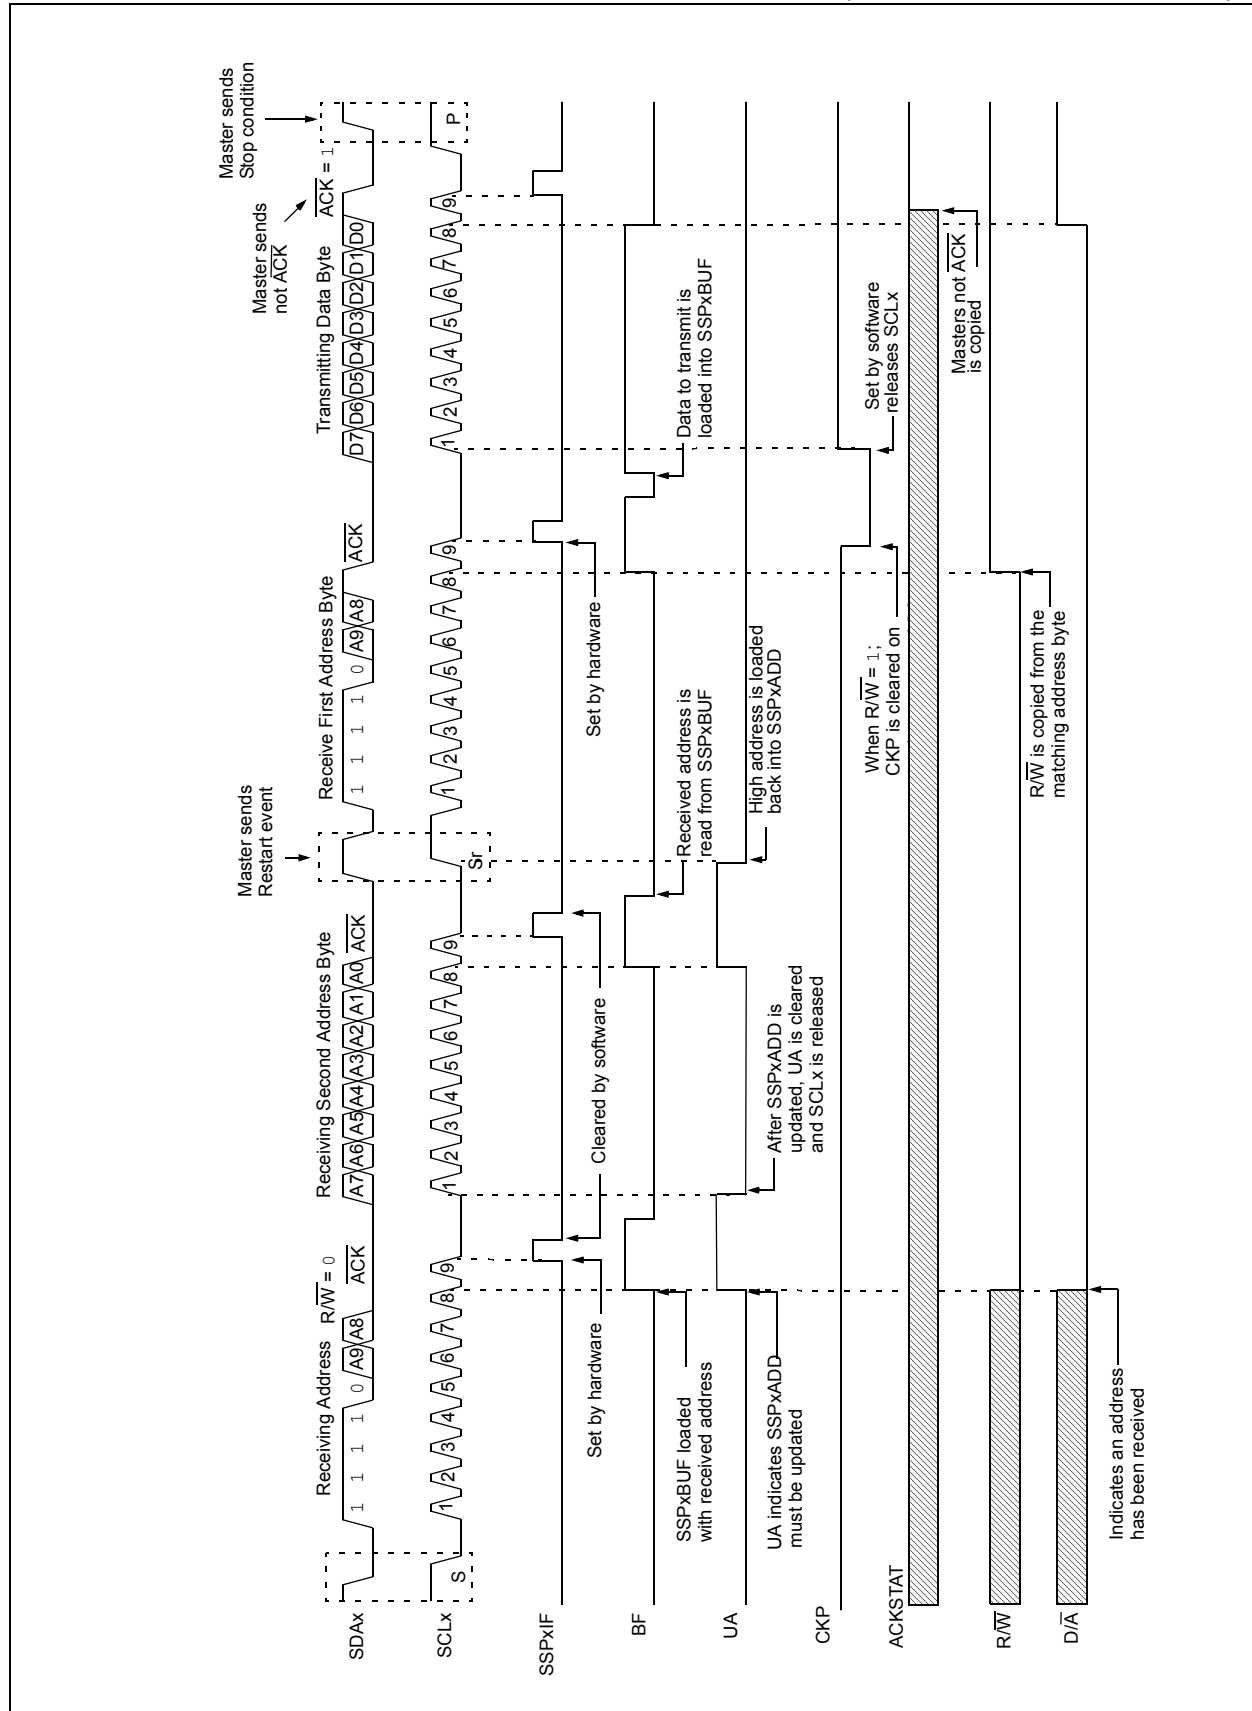 Master sends
Stop condition
Master sends
not ACK
Master sends
Restart event
Receiving Address R/W = 0 ACK
Receiving Second Address Byte
Receive First Address Byte
Transmitting Data Byte ACK = 1
SDAx
1 1 1 1 0 A9 A8
A7 A6 A5 A4 A3 A2 A1 A0 ACK
1 1 1 1 0 A9 A8 ACK
D7 D6 D5 D4 D3 D2 D1 D0
SCLx
S
1 2 3 4 5 6 7 8 9
1 2 3 4 5 6 7 8 9
Sr
1 2 3 4 5 6 7 8 9
1 2 3 4 5 6 7 8 9
P
SSPxIF
Set by hardware
Cleared by software
Set by hardware
BF
SSPxBUF loaded
with received address
Received address is
read from SSPxBUF
Data to transmit is
loaded into SSPxBUF
UA
UA indicates SSPxADD
must be updated
After SSPxADD is
updated, UA is cleared
and SCLx is released
High address is loaded
back into SSPxADD
CKP
When R/W = 1;
CKP is cleared on
Set by software
releases SCLx
ACKSTAT
Masters not ACK
is copied
R/W
R/W is copied from the
matching address byte
D/A
Indicates an address
has been received